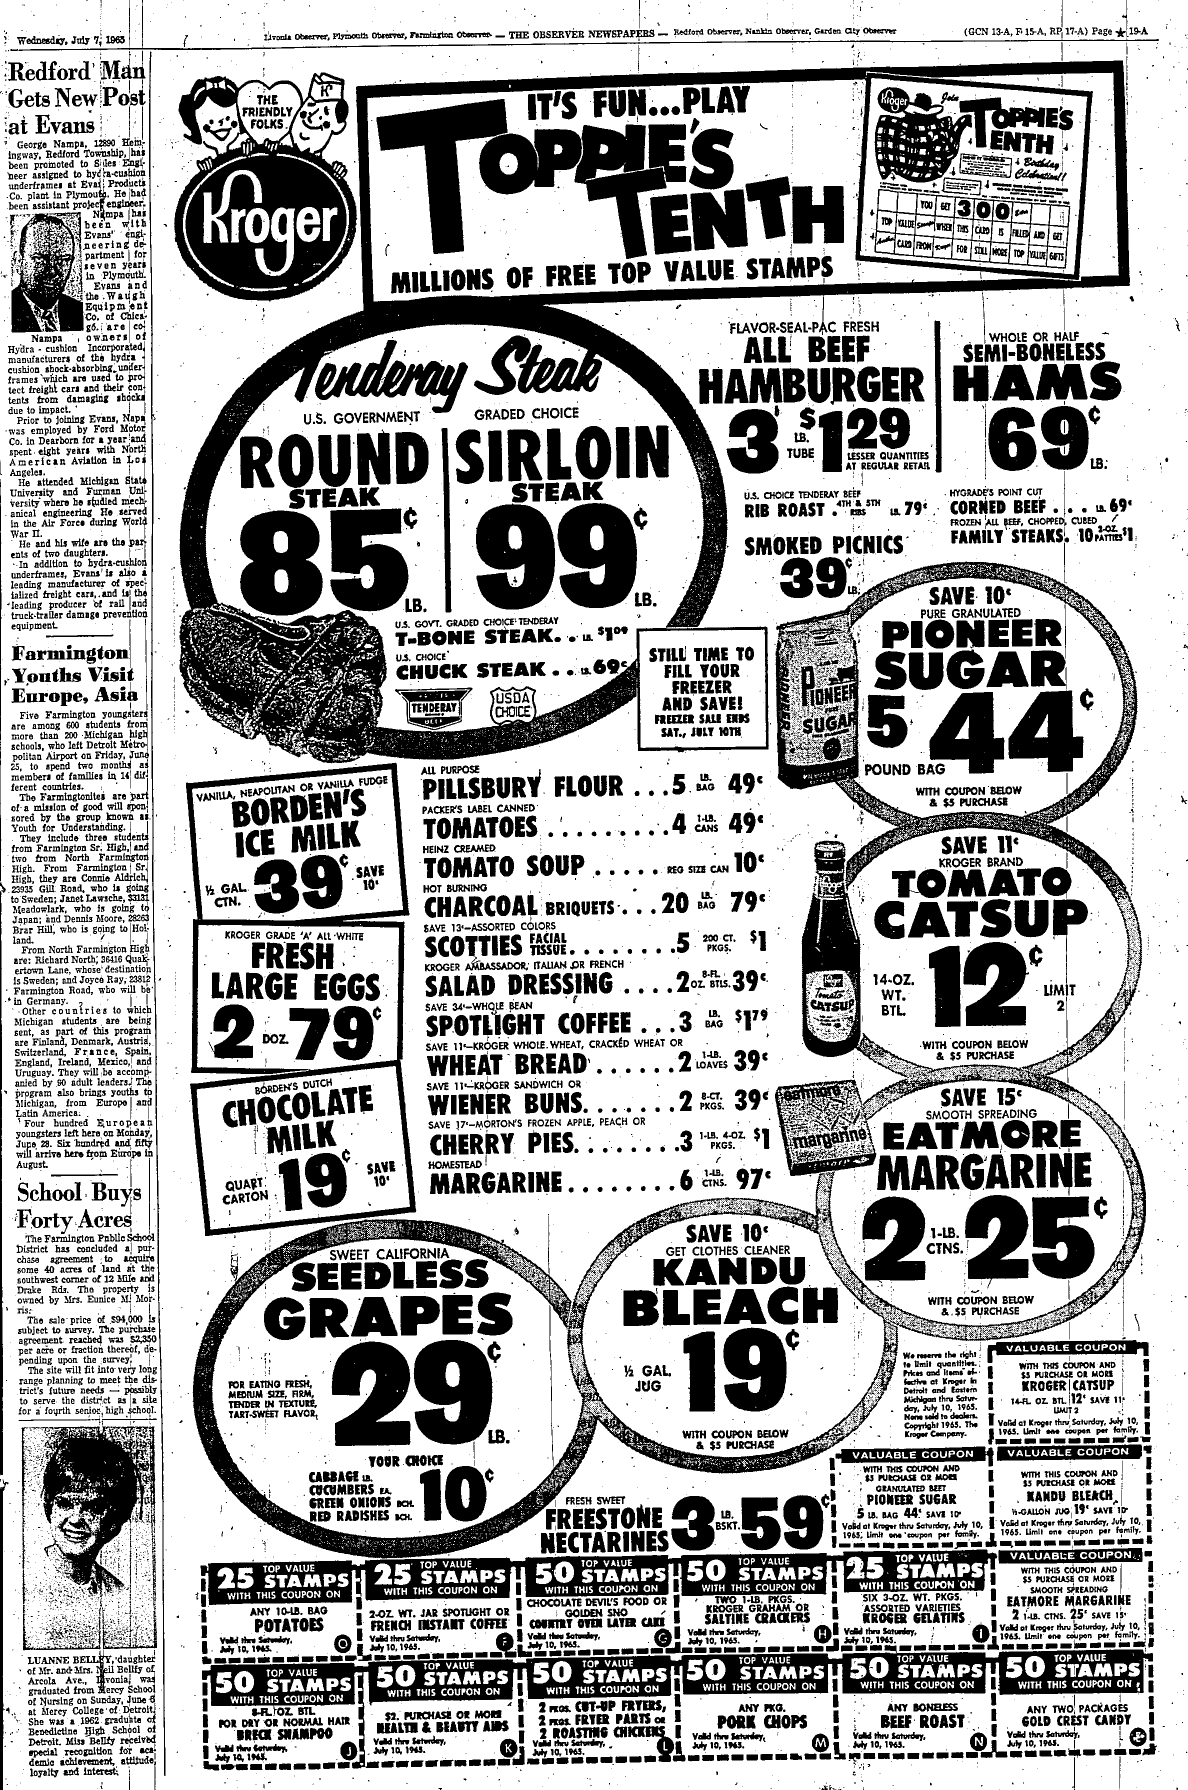 Wednesday, July 7, 1965
Livonia Observer, Plymouth Observer, Farmington Observer — THE OBSERVER NEWSPAPERS — Redford Observer, Nankin Observer, Garden City Observer
(GCN 13-A, F 15-A, RP 17-A) Page ★ 19-A
Redford Man
Gets New Post
at Evans
George Nampa, 12890 Hem-
ingway, Redford Township, has
been promoted to Sales Engi-
neer assigned to hydra-cushion
underframes at Evans Products
Co. plant in Plymouth. He had
been assistant project engineer.
Nampa has
been with
Evans' engi-
neering de-
partment for
seven years
in Plymouth.
Evans and
the Waugh
Equipment
Co. of Chica-
go are co-
Nampa owners of
Hydra - cushion Incorporated,
manufacturers of the hydra -
cushion shock-absorbing under-
frames which are used to pro-
tect freight cars and their con-
tents from damaging shocks
due to impact.
Prior to joining Evans, Napa
was employed by Ford Motor
Co. in Dearborn for a year and
spent eight years with North
American Aviation in Los
Angeles.
He attended Michigan State
University and Furman Uni-
versity where he studied mech-
anical engineering He served
in the Air Force during World
War II.
He and his wife are the par-
ents of two daughters.
In addition to hydra-cushion
underframes, Evans is also a
leading manufacturer of spec-
ialized freight cars, and is the
leading producer of rail and
truck-trailer damage prevention
equipment.
Farmington
Youths Visit
Europe, Asia
Five Farmington youngsters
are among 600 students from
more than 200 Michigan high
schools, who left Detroit Metro-
politan Airport on Friday, June
25, to spend two months as
members of families in 14 dif-
ferent countries.
The Farmingtonites are part
of a mission of good will spon-
sored by the group known as
Youth for Understanding.
They include three students
from Farmington Sr. High, and
two from North Farmington
High. From Farmington Sr.
High, they are Connie Aldrich,
23935 Gill Road, who is going
to Sweden; Janet Lawsche, 33131
Meadowlark, who is going to
Japan; and Dennis Moore, 28263
Brar Hill, who is going to Hol-
land.
From North Farmington High
are: Richard North, 36416 Quak-
ertown Lane, whose destination
is Sweden; and Joyce Ray, 23812
Farmington Road, who will be
in Germany.
Other countries to which
Michigan students are being
sent, as part of this program
are Finland, Denmark, Austria,
Switzerland, France, Spain,
England, Ireland, Mexico, and
Uruguay. They will be accomp-
anied by 90 adult leaders. The
program also brings youths to
Michigan, from Europe and
Latin America.
Four hundred European
youngsters left here on Monday,
June 28. Six hundred and fifty
will arrive here from Europe in
August.
School Buys
Forty Acres
The Farmington Public School
District has concluded a pur-
chase agreement to acquire
some 40 acres of land at the
southwest corner of 12 Mile and
Drake Rds. The property is
owned by Mrs. Eunice M. Mor-
ris.
The sale price of $94,000 is
subject to survey. The purchase
agreement reached was $2,350
per acre or fraction thereof, de-
pending upon the survey.
The site will fit into very long
range planning to meet the dis-
trict's future needs — possibly
to serve the district as a site
for a fourth senior high school.
LUANNE BELLFY, daughter
of Mr. and Mrs. Neil Bellfy of
Arcola Ave., Livonia, was
graduated from Mercy School
of Nursing on Sunday, June 6
at Mercy College of Detroit.
She was a 1962 graduate of
Benedictine High School of
Detroit. Miss Bellfy received
special recognition for aca-
demic achievement, attitude,
loyalty and interest.
THE
FRIENDLY
FOLKS
K
Kroger
IT'S FUN...PLAY
TOPPIE'S
TENTH
MILLIONS OF FREE TOP VALUE STAMPS
Kroger Join
TOPPIE'S
TENTH
Birthday
Celebration!!
YOU GET 300
TOP VALUE WHEN THIS CARD IS FILLED AND GET
CARD FROM FOR STILL MORE TOP VALUE GIFTS
Tenderay Steak
U.S. GOVERNMENT GRADED CHOICE
ROUND
STEAK
85¢
LB.
SIRLOIN
STEAK
99¢
LB.
U.S. GOVT. GRADED CHOICE TENDERAY
T-BONE STEAK. . LB. $1.09
U.S. CHOICE
CHUCK STEAK . . LB. 69¢
TENDERAY
BEEF
USDA
CHOICE
FLAVOR-SEAL-PAC FRESH
ALL BEEF
HAMBURGER
3 LB. TUBE $1.29
LESSER QUANTITIES
AT REGULAR RETAIL
WHOLE OR HALF
SEMI-BONELESS
HAMS
69¢
LB.
U.S. CHOICE TENDERAY BEEF
RIB ROAST . 4TH & 5TH RIBS LB. 79¢
SMOKED PICNICS
39¢
LB.
HYGRADE'S POINT CUT
CORNED BEEF . . . LB. 69¢
FROZEN ALL BEEF, CHOPPED, CUBED
FAMILY STEAKS. 10 2-OZ. PATTIES $1
STILL TIME TO
FILL YOUR
FREEZER
AND SAVE!
FREEZER SALE ENDS
SAT., JULY 10TH
PIONEER
SUGAR
SAVE 10¢
PURE GRANULATED
PIONEER
SUGAR
5 44¢
POUND BAG
WITH COUPON BELOW
& $5 PURCHASE
VANILLA, NEAPOLITAN OR VANILLA FUDGE
BORDEN'S
ICE MILK
½ GAL. CTN. 39¢ SAVE 10¢
KROGER GRADE 'A' ALL WHITE
FRESH
LARGE EGGS
2 DOZ. 79¢
BORDEN'S DUTCH
CHOCOLATE
MILK
QUART CARTON 19¢ SAVE 10¢
ALL PURPOSE
PILLSBURY FLOUR ...5 LB. BAG 49¢
PACKER'S LABEL CANNED
TOMATOES .........4 1-LB. CANS 49¢
HEINZ CREAMED
TOMATO SOUP ..... REG SIZE CAN 10¢
HOT BURNING
CHARCOAL BRIQUETS...20 LB. BAG 79¢
SAVE 13¢—ASSORTED COLORS
SCOTTIES FACIAL TISSUE.......5 200 CT. PKGS. $1
KROGER AMBASSADOR, ITALIAN OR FRENCH
SALAD DRESSING ....2 8-FL. OZ. BTLS. 39¢
SAVE 34¢—WHOLE BEAN
SPOTLIGHT COFFEE ...3 LB. BAG $1.79
SAVE 11¢—KROGER WHOLE WHEAT, CRACKED WHEAT OR
WHEAT BREAD ......2 1-LB. LOAVES 39¢
SAVE 11¢—KROGER SANDWICH OR
WIENER BUNS.......2 8-CT. PKGS. 39¢
SAVE 17¢—MORTON'S FROZEN APPLE, PEACH OR
CHERRY PIES.......3 1-LB. 4-OZ. PKGS. $1
HOMESTEAD
MARGARINE........6 1-LB. CTNS. 97¢
Tomato
CATSUP
SAVE 11¢
KROGER BRAND
TOMATO
CATSUP
14-OZ. WT. BTL. 12¢ LIMIT 2
WITH COUPON BELOW
& $5 PURCHASE
eatmore
margarine
SAVE 15¢
SMOOTH SPREADING
EATMORE
MARGARINE
2 1-LB. CTNS. 25¢
WITH COUPON BELOW
& $5 PURCHASE
SWEET CALIFORNIA
SEEDLESS
GRAPES
FOR EATING FRESH,
MEDIUM SIZE, FIRM,
TENDER IN TEXTURE,
TART-SWEET FLAVOR.
29¢
LB.
YOUR CHOICE
CABBAGE LB.
CUCUMBERS EA.
GREEN ONIONS BCH.
RED RADISHES BCH.
10¢
SAVE 10¢
GET CLOTHES CLEANER
KANDU
BLEACH
½ GAL. JUG 19¢
WITH COUPON BELOW
& $5 PURCHASE
FRESH SWEET
FREESTONE
NECTARINES 3 LB. BSKT. 59¢
We reserve the right
to limit quantities.
Prices and items ef-
fective at Kroger in
Detroit and Eastern
Michigan thru Satur-
day, July 10, 1965.
None sold to dealers.
Copyright 1965. The
Kroger Company.
VALUABLE COUPON
WITH THIS COUPON AND
$5 PURCHASE OR MORE
KROGER CATSUP
14-FL. OZ. BTL. 12¢ SAVE 11¢
LIMIT 2
Valid at Kroger thru Saturday, July 10,
1965. Limit one coupon per family.
VALUABLE COUPON
WITH THIS COUPON AND
$5 PURCHASE OR MORE
GRANULATED BEET
PIONEER SUGAR
5 LB. BAG 44¢ SAVE 10¢
Valid at Kroger thru Saturday, July 10,
1965. Limit one coupon per family.
VALUABLE COUPON
WITH THIS COUPON AND
$5 PURCHASE OR MORE
KANDU BLEACH
½-GALLON JUG 19¢ SAVE 10¢
Valid at Kroger thru Saturday, July 10,
1965. Limit one coupon per family.
25 TOP VALUE STAMPS
WITH THIS COUPON ON
ANY 10-LB. BAG
POTATOES
Valid thru Saturday,
July 10, 1965. O
25 TOP VALUE STAMPS
WITH THIS COUPON ON
2-OZ. WT. JAR SPOTLIGHT OR
FRENCH INSTANT COFFEE
Valid thru Saturday,
July 10, 1965. F
50 TOP VALUE STAMPS
WITH THIS COUPON ON
CHOCOLATE DEVIL'S FOOD OR
GOLDEN SNO
COUNTRY OVEN LAYER CAKE
Valid thru Saturday,
July 10, 1965. G
50 TOP VALUE STAMPS
WITH THIS COUPON ON
TWO 1-LB. PKGS.
KROGER GRAHAM OR
SALTINE CRACKERS
Valid thru Saturday,
July 10, 1965. H
25 TOP VALUE STAMPS
WITH THIS COUPON ON
SIX 3-OZ. WT. PKGS.
ASSORTED VARIETIES
KROGER GELATINS
Valid thru Saturday,
July 10, 1965. I
VALUABLE COUPON
WITH THIS COUPON AND
$5 PURCHASE OR MORE
SMOOTH SPREADING
EATMORE MARGARINE
2 1-LB. CTNS. 25¢ SAVE 15¢
Valid at Kroger thru Saturday, July 10,
1965. Limit one coupon per family.
50 TOP VALUE STAMPS
WITH THIS COUPON ON
8-FL. OZ. BTL.
FOR DRY OR NORMAL HAIR
BRECK SHAMPOO
Valid thru Saturday,
July 10, 1965. J
50 TOP VALUE STAMPS
WITH THIS COUPON ON
$2. PURCHASE OR MORE
HEALTH & BEAUTY AIDS
Valid thru Saturday,
July 10, 1965. K
50 TOP VALUE STAMPS
WITH THIS COUPON ON
2 PKGS. CUT-UP FRYERS,
2 PKGS. FRYER PARTS OR
2 ROASTING CHICKENS
Valid thru Saturday,
July 10, 1965. L
50 TOP VALUE STAMPS
WITH THIS COUPON ON
ANY PKG.
PORK CHOPS
Valid thru Saturday,
July 10, 1965. M
50 TOP VALUE STAMPS
WITH THIS COUPON ON
ANY BONELESS
BEEF ROAST
Valid thru Saturday,
July 10, 1965. N
50 TOP VALUE STAMPS
WITH THIS COUPON ON
ANY TWO PACKAGES
GOLD CREST CANDY
Valid thru Saturday,
July 10, 1965.